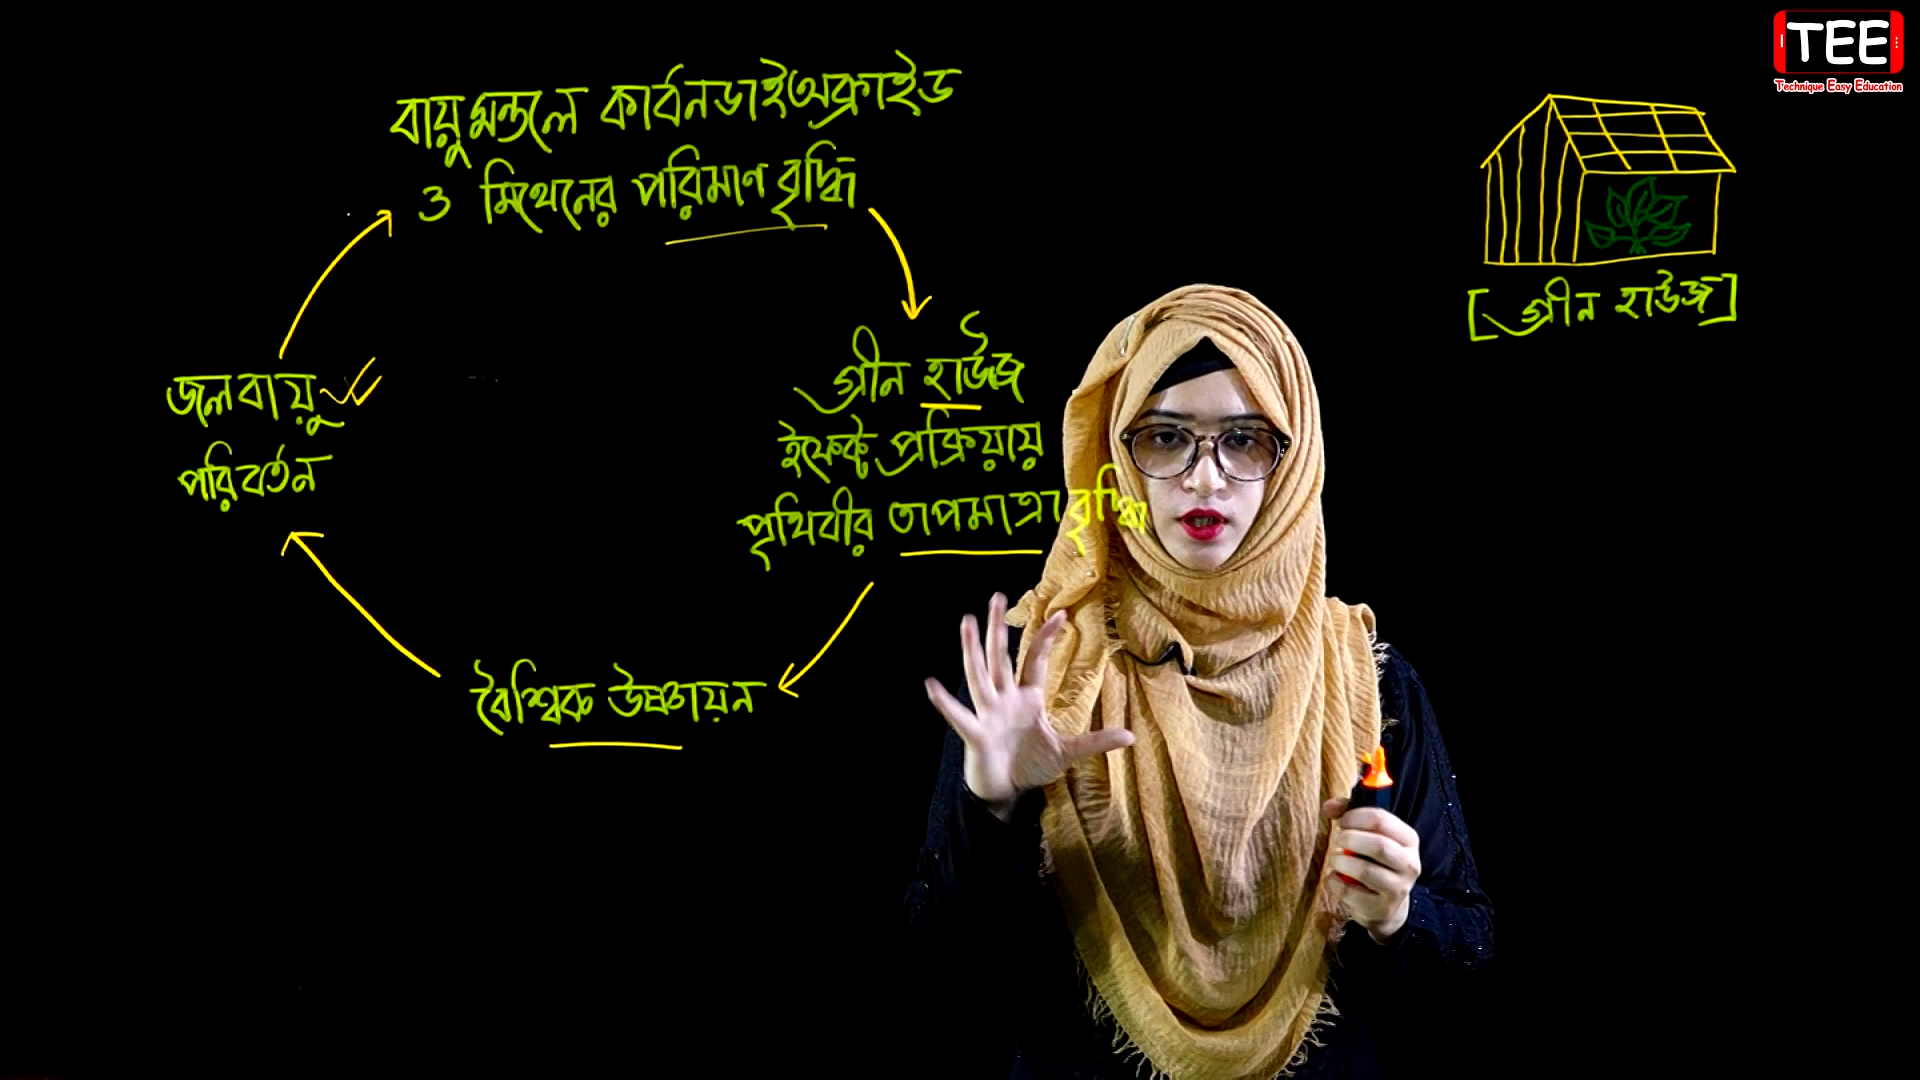 TEE
Technique Easy Education
বায়ুমন্ডলে কার্বনডাইঅক্সাইড
ও মিথেনের পরিমাণ বৃদ্ধি
[গ্রীন হাউজ]
গ্রীন হাউজ
ইফেক্ট প্রক্রিয়ায়
পৃথিবীর তাপমাত্রা বৃদ্ধি
বৈশ্বিক উষ্ণায়ন
জলবায়ু
পরিবর্তন